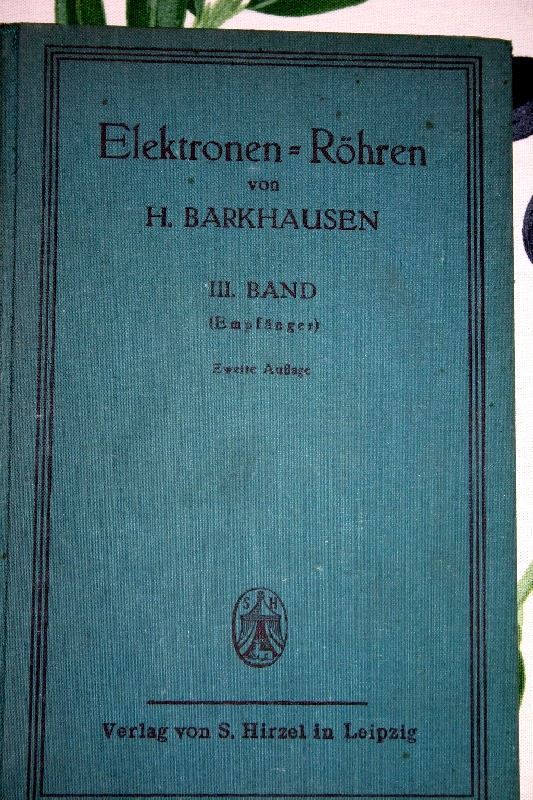 Elektronen=Röhren
von
H. BARKHAUSEN
III. BAND
(Empfänger)
Zweite Auflage
S H
Verlag von S. Hirzel in Leipzig